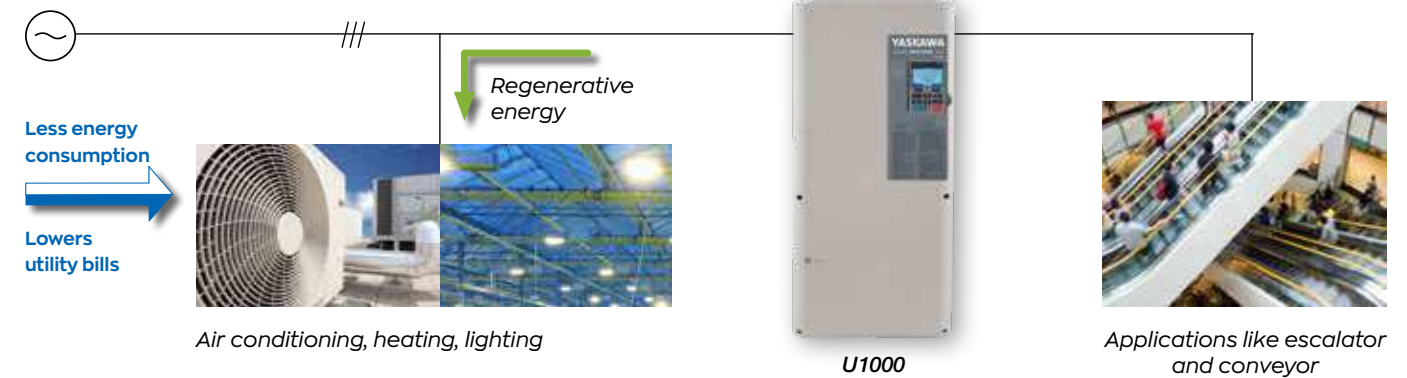 YASKAWA
Regenerative
energy
Less energy
consumption
Lowers
utility bills
Air conditioning, heating, lighting
U1000
Applications like escalator
and conveyor